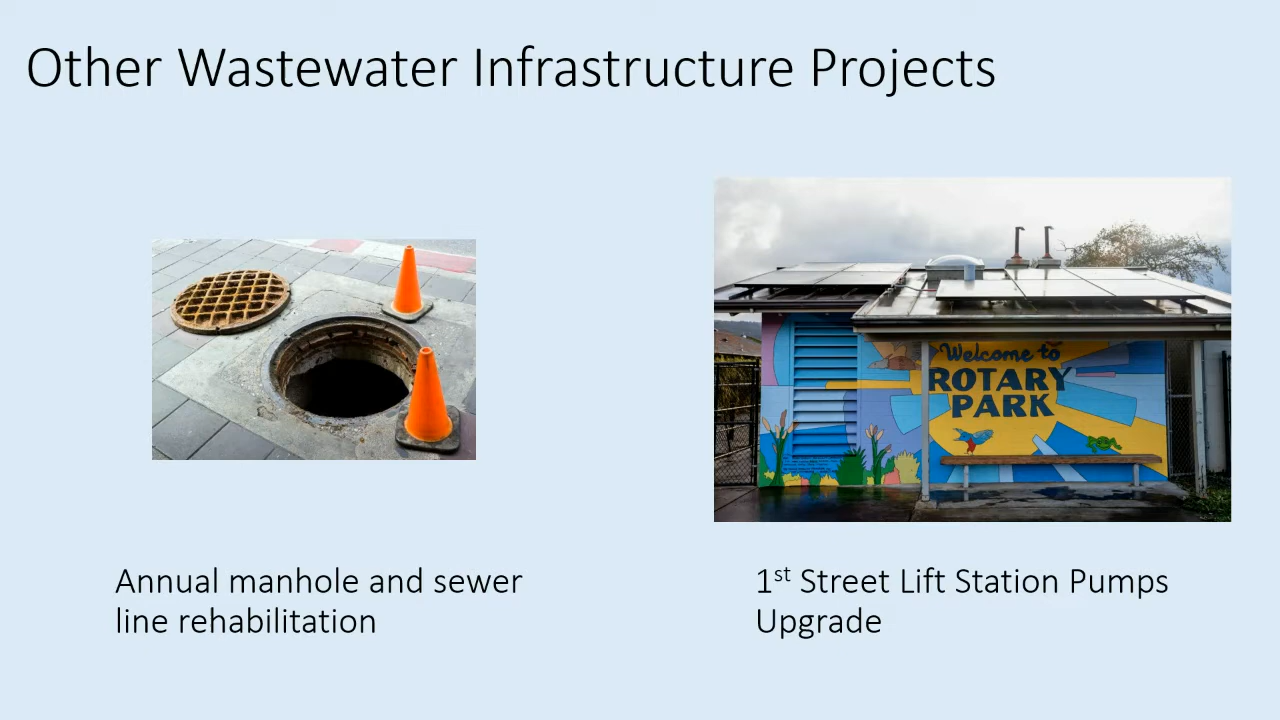 Other Wastewater Infrastructure Projects
Welcome to
ROTARY
PARK
Annual manhole and sewer
line rehabilitation
1st Street Lift Station Pumps
Upgrade